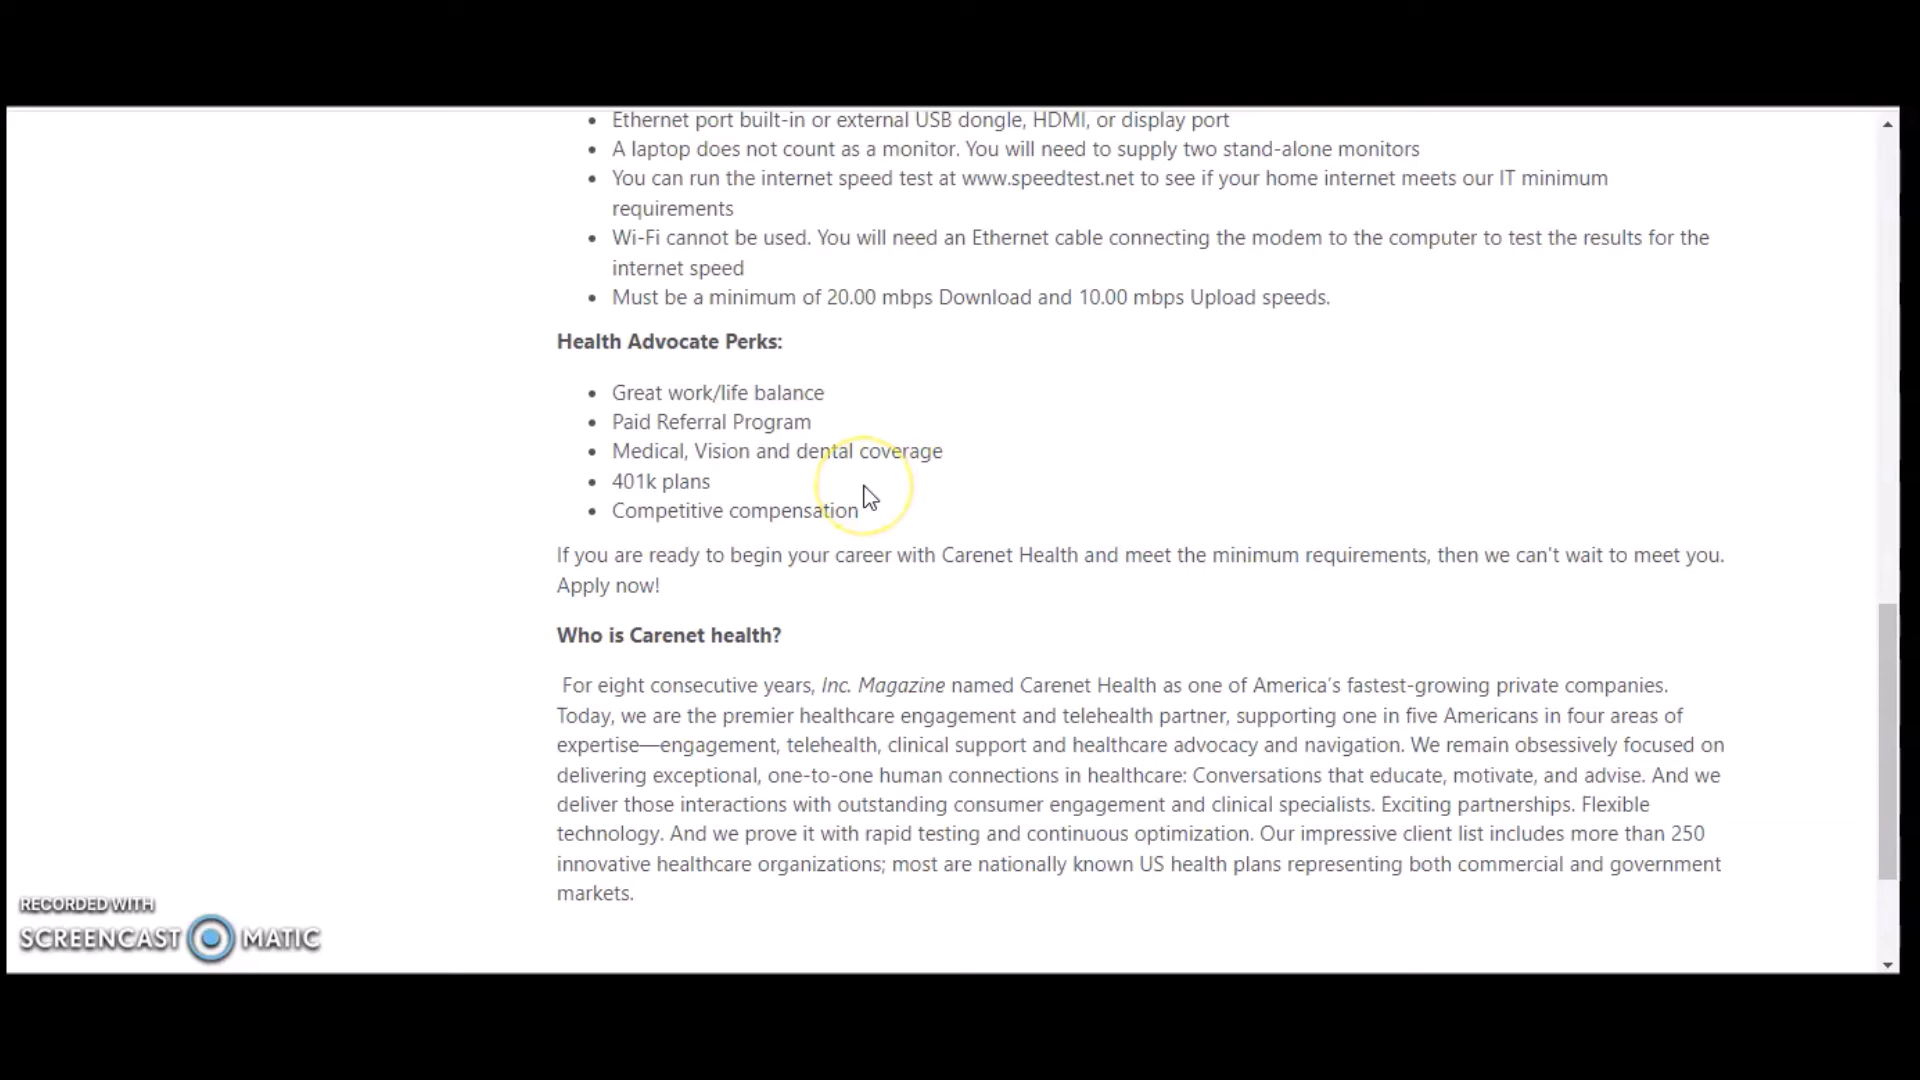 Ethernet port built-in or external USB dongle, HDMI, or display port
A laptop does not count as a monitor. You will need to supply two stand-alone monitors
You can run the internet speed test at www.speedtest.net to see if your home internet meets our IT minimum
requirements
Wi-Fi cannot be used. You will need an Ethernet cable connecting the modem to the computer to test the results for the
internet speed
Must be a minimum of 20.00 mbps Download and 10.00 mbps Upload speeds.
Health Advocate Perks:
Great work/life balance
Paid Referral Program
Medical, Vision and dental coverage
401k plans
Competitive compensation
If you are ready to begin your career with Carenet Health and meet the minimum requirements, then we can't wait to meet you.
Apply now!
Who is Carenet health?
For eight consecutive years, Inc. Magazine named Carenet Health as one of America’s fastest-growing private companies.
Today, we are the premier healthcare engagement and telehealth partner, supporting one in five Americans in four areas of
expertise—engagement, telehealth, clinical support and healthcare advocacy and navigation. We remain obsessively focused on
delivering exceptional, one-to-one human connections in healthcare: Conversations that educate, motivate, and advise. And we
deliver those interactions with outstanding consumer engagement and clinical specialists. Exciting partnerships. Flexible
technology. And we prove it with rapid testing and continuous optimization. Our impressive client list includes more than 250
innovative healthcare organizations; most are nationally known US health plans representing both commercial and government
markets.
RECORDED WITH
SCREENCAST MATIC